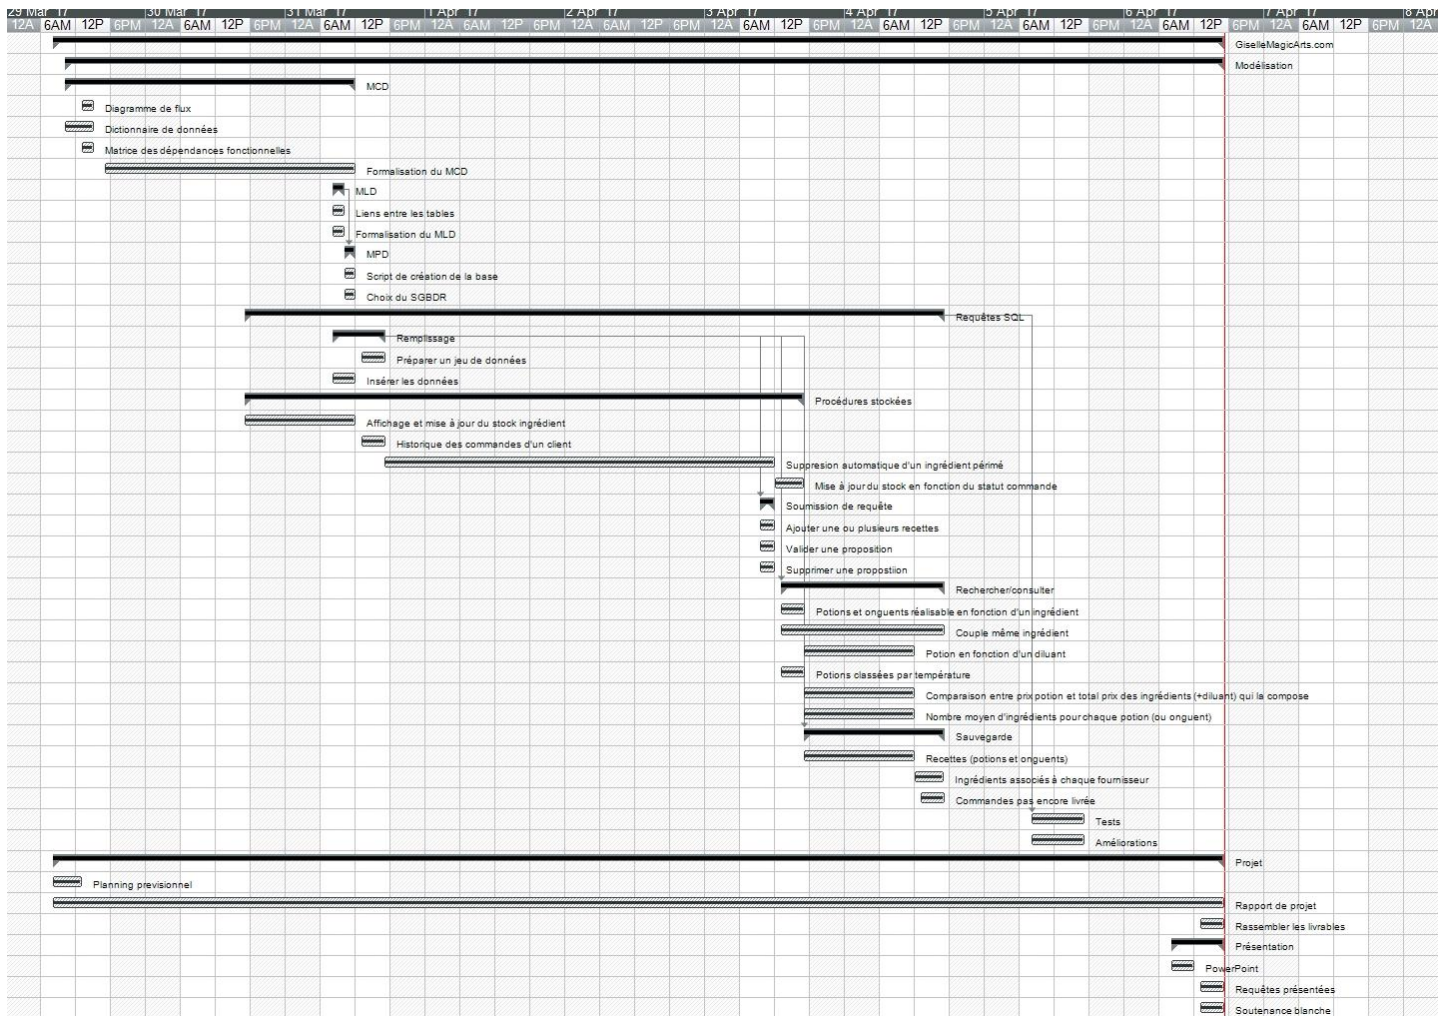 29 Mar '17 30 Mar '17 31 Mar '17 1 Apr '17 2 Apr '17 3 Apr '17 4 Apr '17 5 Apr '17 6 Apr '17 7 Apr '17 8 Apr
12A 6AM 12P 6PM 12A 6AM 12P 6PM 12A 6AM 12P 6PM 12A 6AM 12P 6PM 12A 6AM 12P 6PM 12A 6AM 12P 6PM 12A 6AM 12P 6PM 12A 6AM 12P 6PM 12A 6AM 12P 6PM 12A 6AM 12P 6PM 12A
GiselleMagicArts.com
Modélisation
MCD
Diagramme de flux
Dictionnaire de données
Matrice des dépendances fonctionnelles
Formalisation du MCD
MLD
Liens entre les tables
Formalisation du MLD
MPD
Script de création de la base
Choix du SGBDR
Requêtes SQL
Remplissage
Préparer un jeu de données
Insérer les données
Procédures stockées
Affichage et mise à jour du stock ingrédient
Historique des commandes d'un client
Suppresion automatique d'un ingrédient périmé
Mise à jour du stock en fonction du statut commande
Soumission de requête
Ajouter une ou plusieurs recettes
Valider une proposition
Supprimer une propostiion
Rechercher/consulter
Potions et onguents réalisable en fonction d'un ingrédient
Couple même ingrédient
Potion en fonction d'un diluant
Potions classées par température
Comparaison entre prix potion et total prix des ingrédients (+diluant) qui la compose
Nombre moyen d'ingrédients pour chaque potion (ou onguent)
Sauvegarde
Recettes (potions et onguents)
Ingrédients associés à chaque fournisseur
Commandes pas encore livrée
Tests
Améliorations
Projet
Planning previsionnel
Rapport de projet
Rassembler les livrables
Présentation
PowerPoint
Requêtes présentées
Soutenance blanche